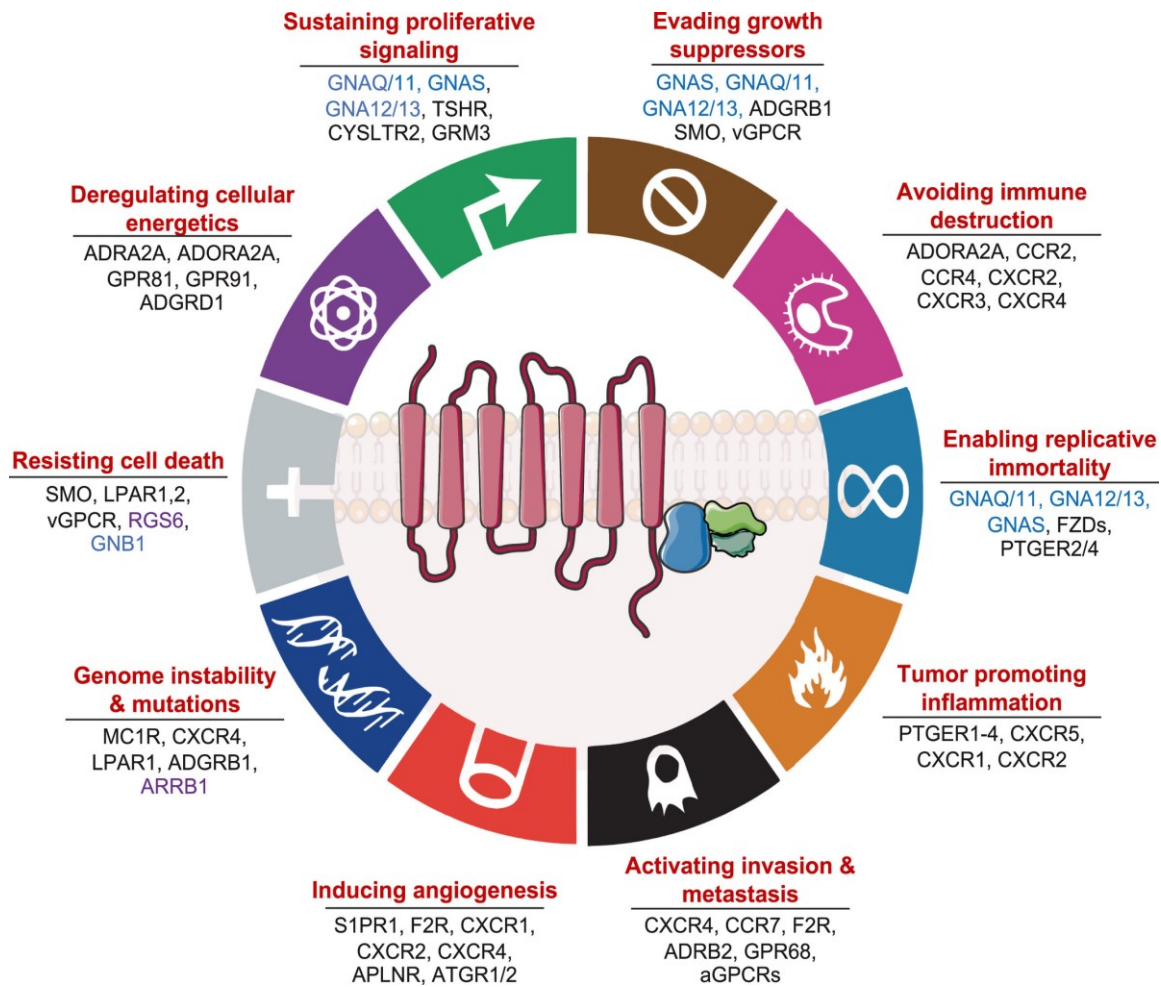 Sustaining proliferative
signaling
GNAQ/11, GNAS,
GNA12/13, TSHR,
CYSLTR2, GRM3
Evading growth
suppressors
GNAS, GNAQ/11,
GNA12/13, ADGRB1
SMO, vGPCR
Deregulating cellular
energetics
ADRA2A, ADORA2A,
GPR81, GPR91,
ADGRD1
Avoiding immune
destruction
ADORA2A, CCR2,
CCR4, CXCR2,
CXCR3, CXCR4
Resisting cell death
SMO, LPAR1,2,
vGPCR, RGS6,
GNB1
Enabling replicative
immortality
GNAQ/11, GNA12/13,
GNAS, FZDs,
PTGER2/4
Genome instability
& mutations
MC1R, CXCR4,
LPAR1, ADGRB1,
ARRB1
Tumor promoting
inflammation
PTGER1-4, CXCR5,
CXCR1, CXCR2
Inducing angiogenesis
S1PR1, F2R, CXCR1,
CXCR2, CXCR4,
APLNR, ATGR1/2
Activating invasion &
metastasis
CXCR4, CCR7, F2R,
ADRB2, GPR68,
aGPCRs